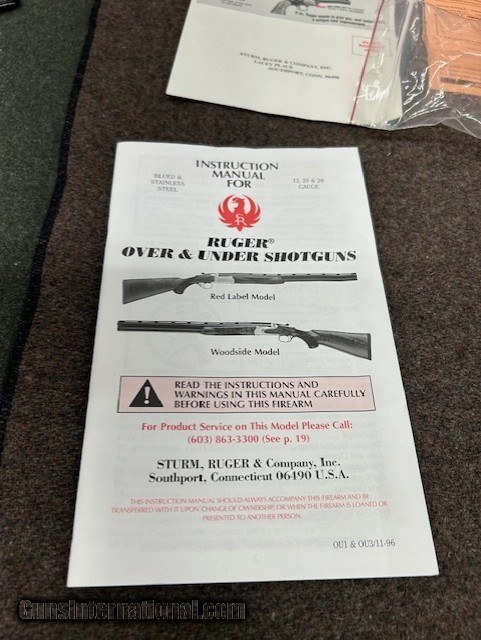 STURM, RUGER & COMPANY, INC.
LACEY PLACE
SOUTHPORT, CONN. 06490
INSTRUCTION
MANUAL
FOR
BLUED &
STAINLESS
STEEL
12, 20 & 28
GAUGE
SR
RUGER®
OVER & UNDER SHOTGUNS
Red Label Model
Woodside Model
READ THE INSTRUCTIONS AND
WARNINGS IN THIS MANUAL CAREFULLY
BEFORE USING THIS FIREARM
For Product Service on This Model Please Call:
(603) 863-3300 (See p. 19)
STURM, RUGER & Company, Inc.
Southport, Connecticut 06490 U.S.A.
THIS INSTRUCTION MANUAL SHOULD ALWAYS ACCOMPANY THIS FIREARM AND BE
TRANSFERRED WITH IT UPON CHANGE OF OWNERSHIP, OR WHEN THE FIREARM IS LOANED OR
PRESENTED TO ANOTHER PERSON.
OU1 & OU3/11-96
GunsInternational.com